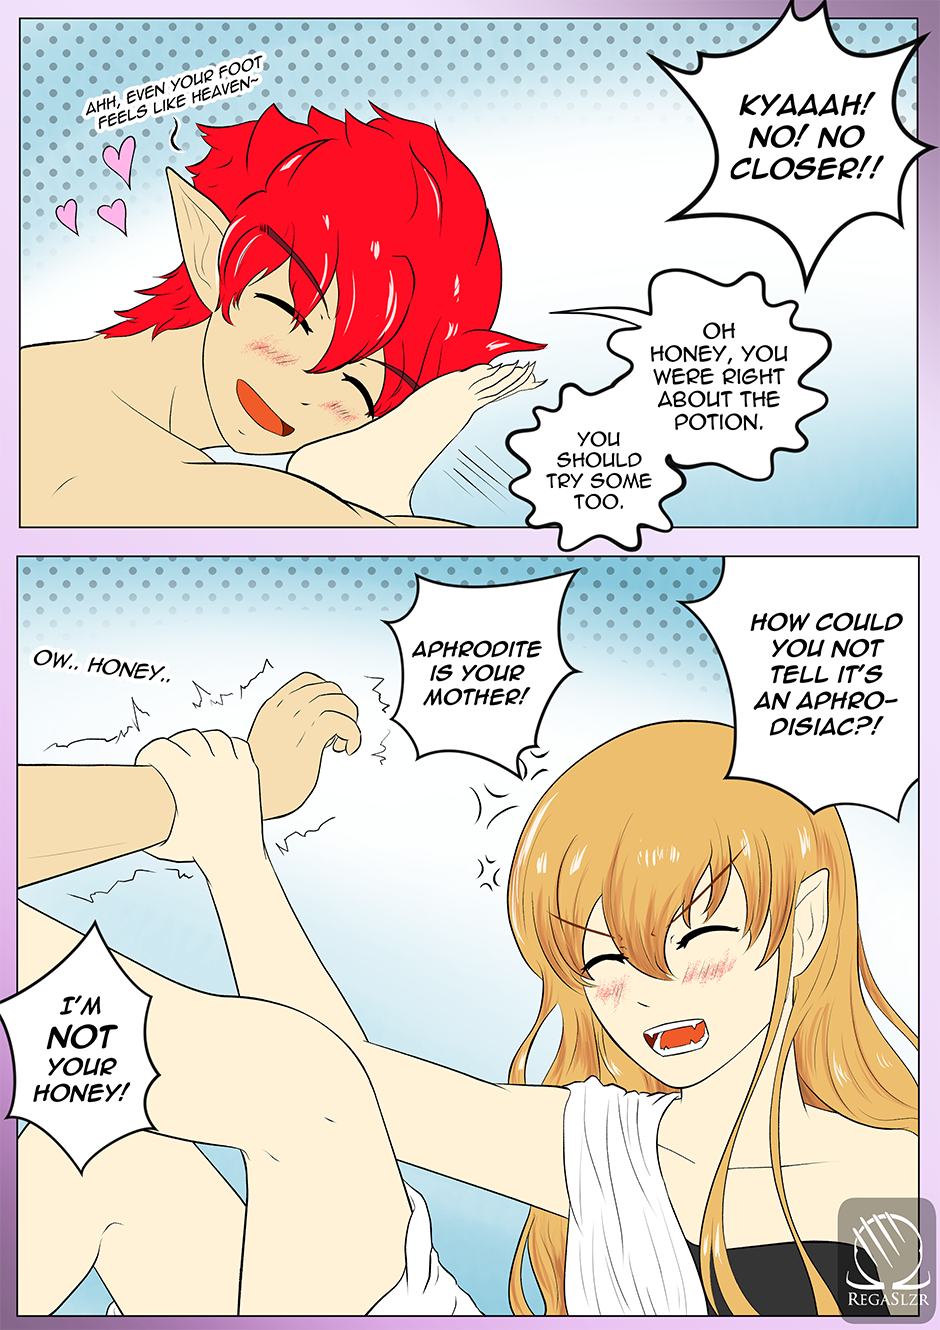 AHH, EVEN YOUR FOOT
FEELS LIKE HEAVEN~
KYAAAH!
NO! NO
CLOSER!!
OH
HONEY, YOU
WERE RIGHT
ABOUT THE
POTION.
YOU
SHOULD
TRY SOME
TOO.
HOW COULD
YOU NOT
TELL IT'S
AN APHRO-
DISIAC?!
APHRODITE
IS YOUR
MOTHER!
OW.. HONEY..
I'M
NOT
YOUR
HONEY!
REGASLZR